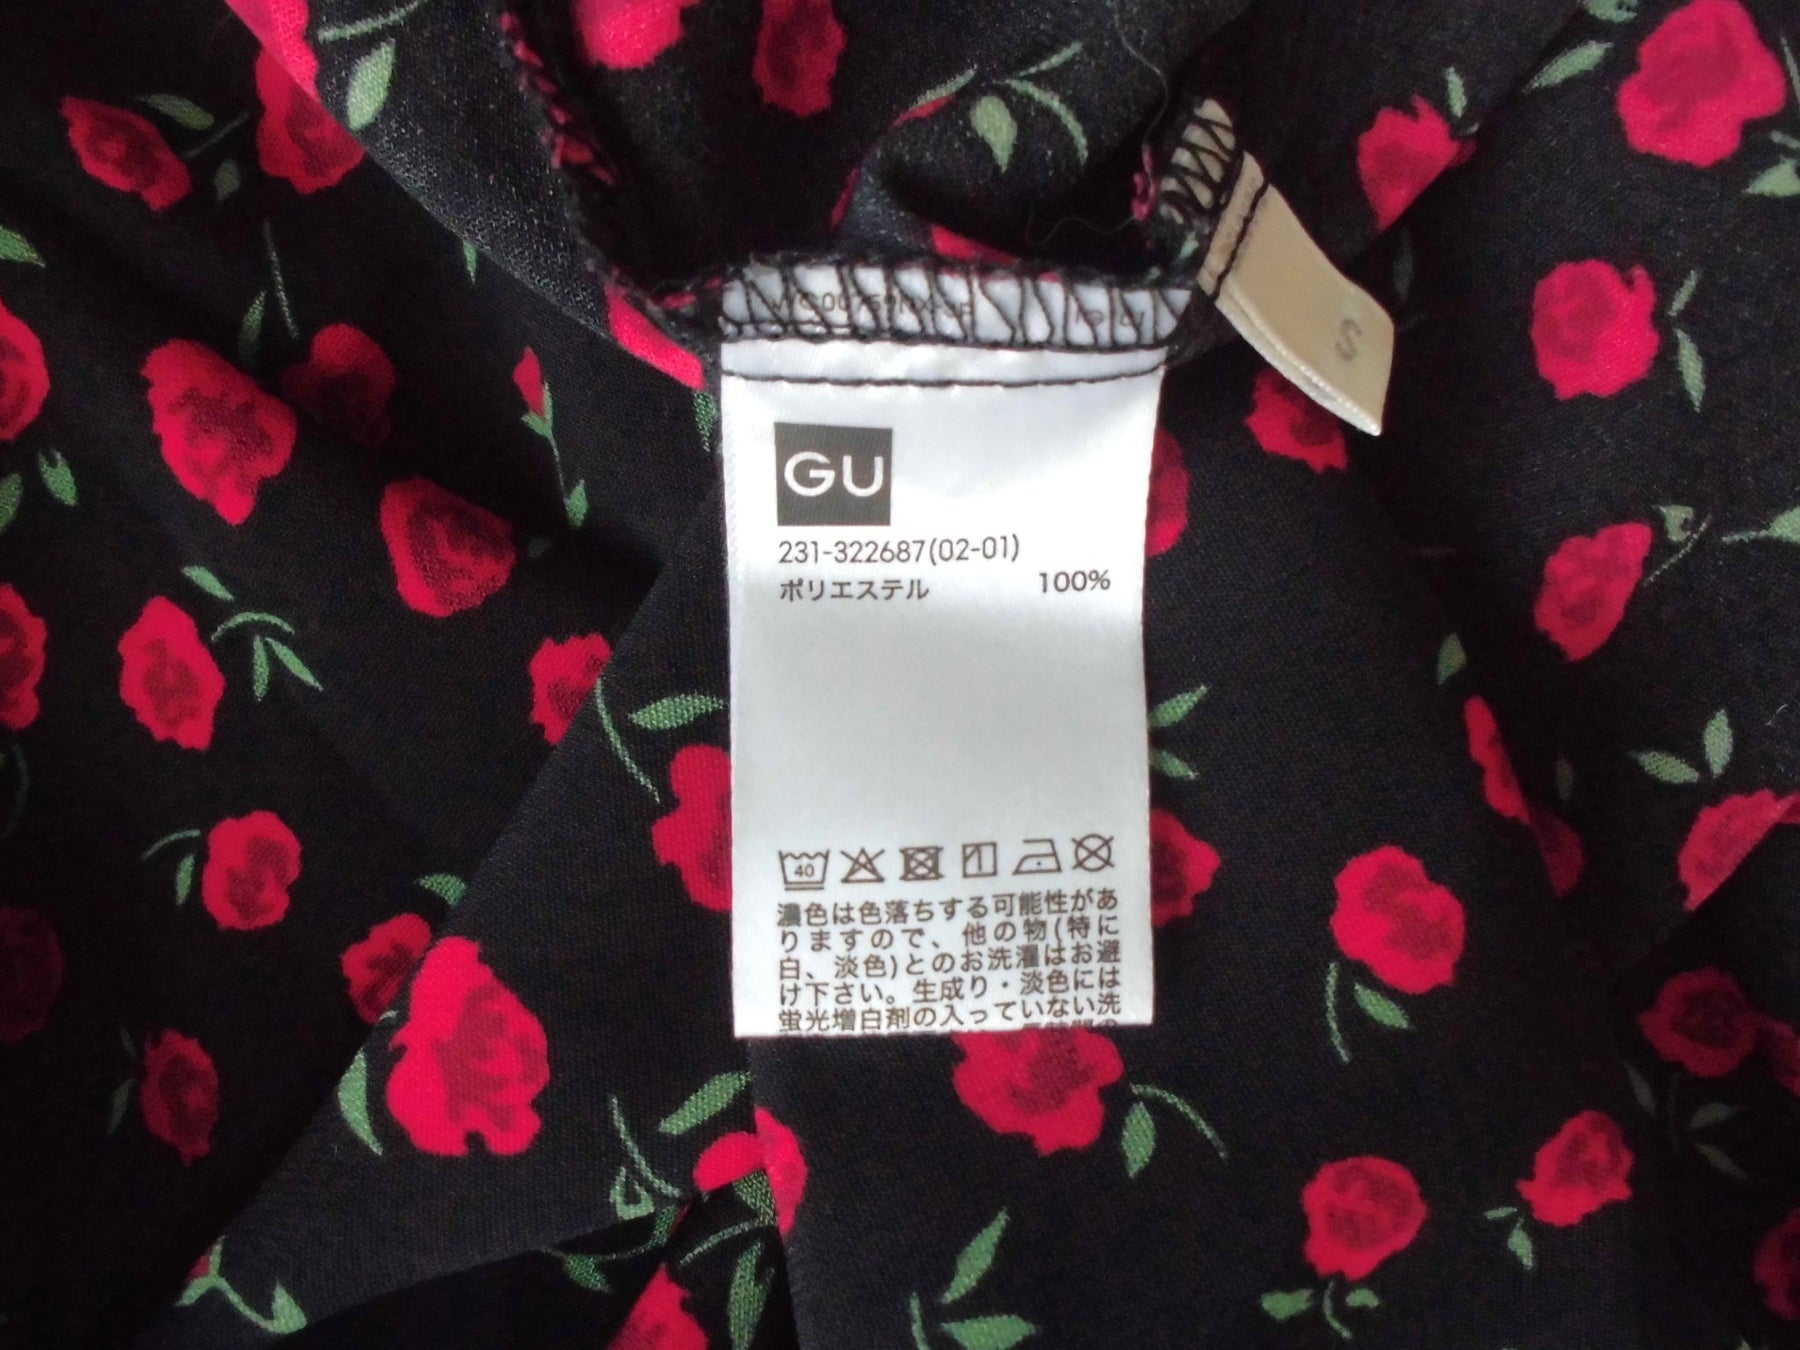 S
GU
231-322687(02-01)
ポリエステル 100%
40
濃色は色落ちする可能性があ
りますので、他の物(特に
白、淡色)とのお洗濯はお避
け下さい。生成り・淡色には
蛍光増白剤の入っていない洗